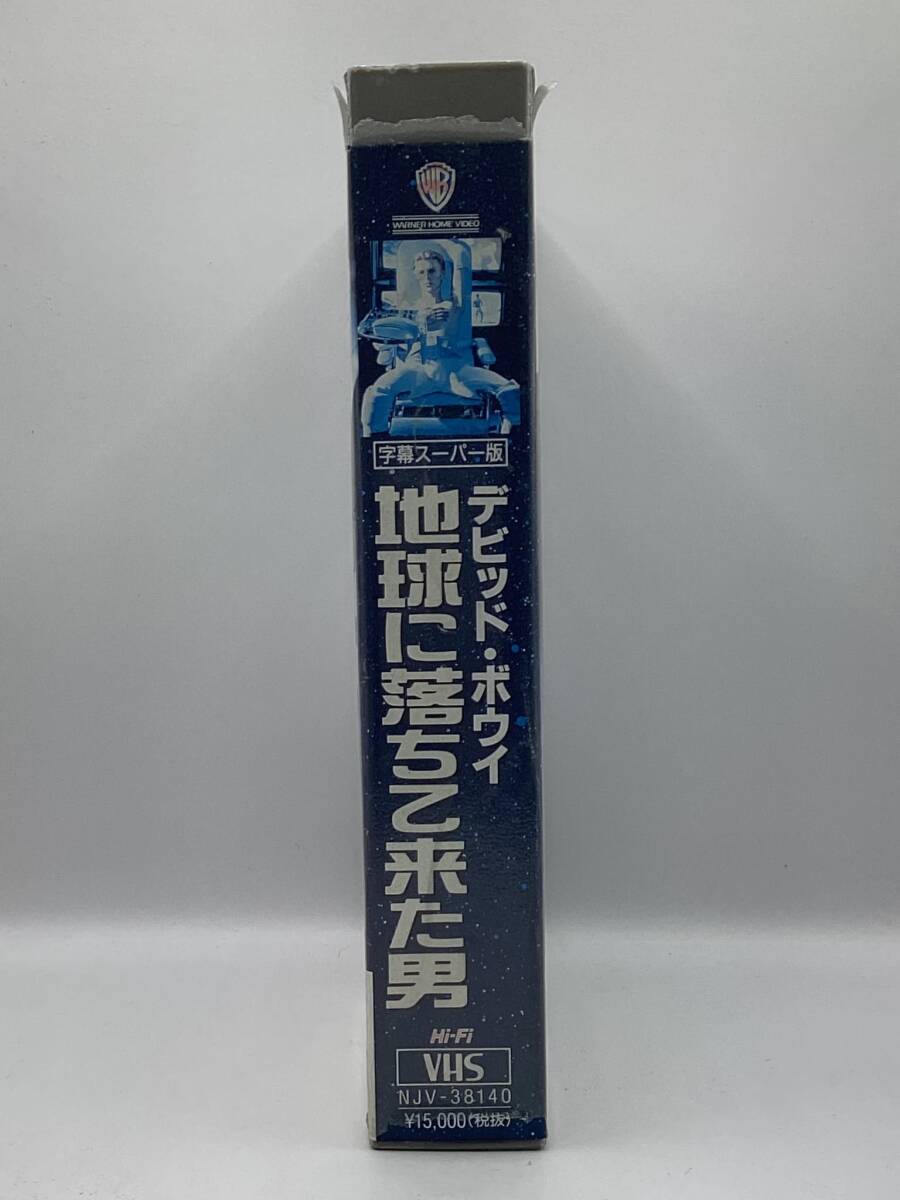 WB
WARNER HOME VIDEO
字幕スーパー版
デビッド・ボウイ
地球に落ちて来た男
Hi-Fi
VHS
NJV-38140
¥15,000(税抜)